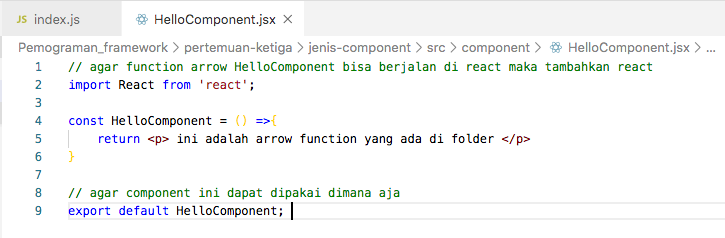 JS index.js HelloComponent.jsx ×
Pemograman_framework > pertemuan-ketiga > jenis-component > src > component > HelloComponent.jsx > ...
1 // agar function arrow HelloComponent bisa berjalan di react maka tambahkan react
2 import React from 'react';
3
4 const HelloComponent = () =>{
5 return <p> ini adalah arrow function yang ada di folder </p>
6 }
7
8 // agar component ini dapat dipakai dimana aja
9 export default HelloComponent;